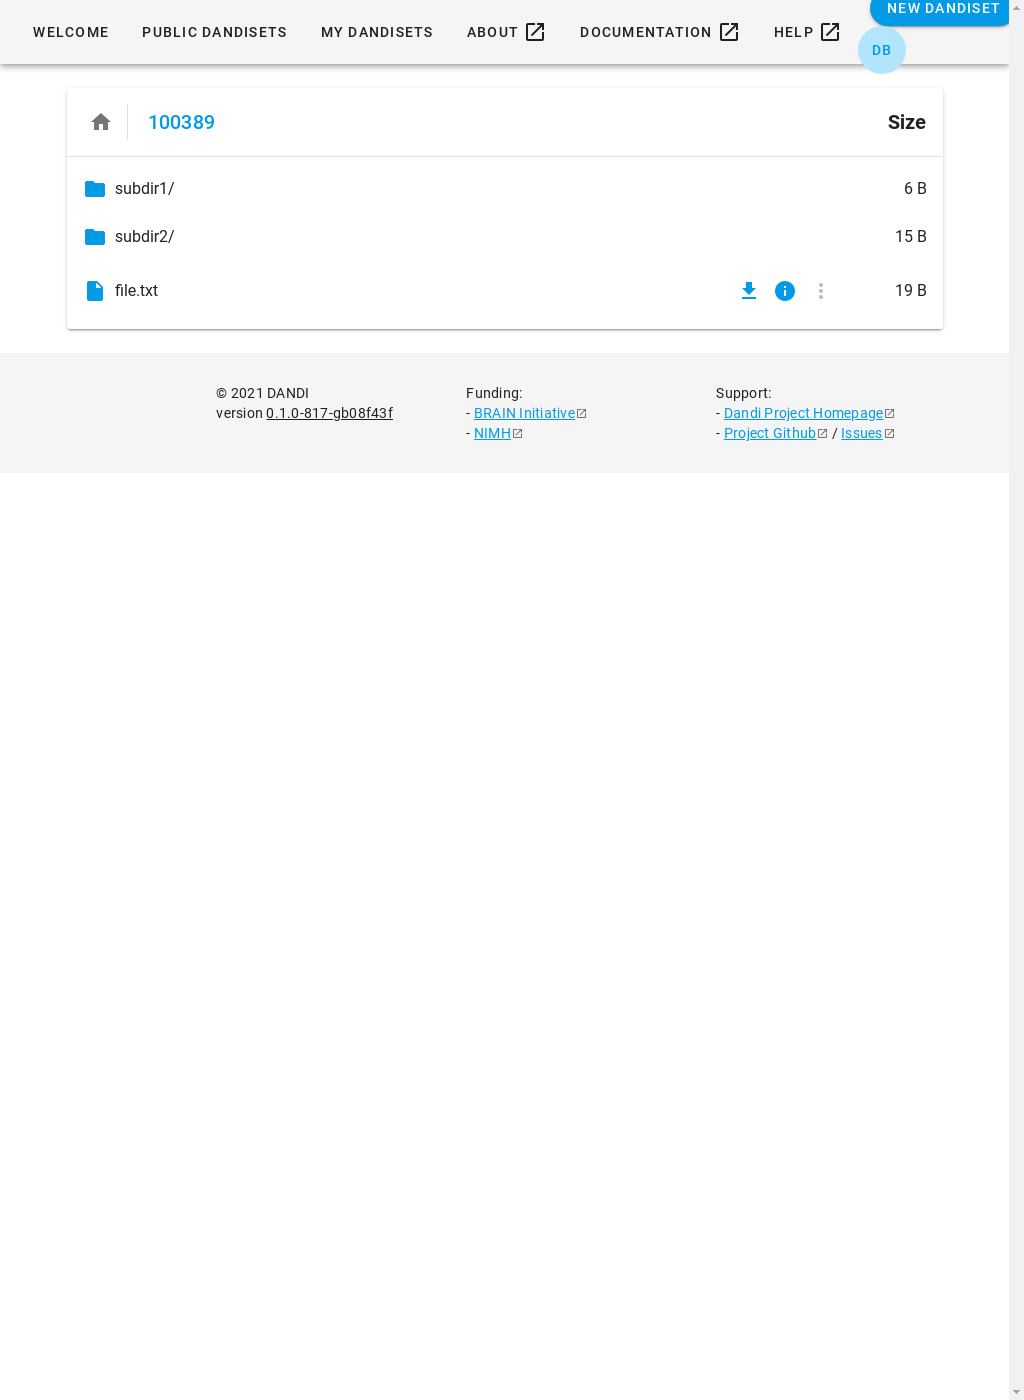 WELCOME PUBLIC DANDISETS MY DANDISETS ABOUT DOCUMENTATION HELP NEW DANDISET
DB
100389 Size
subdir1/ 6 B
subdir2/ 15 B
file.txt 19 B
© 2021 DANDI
version 0.1.0-817-gb08f43f
Funding:
- BRAIN Initiative
- NIMH
Support:
- Dandi Project Homepage
- Project Github / Issues